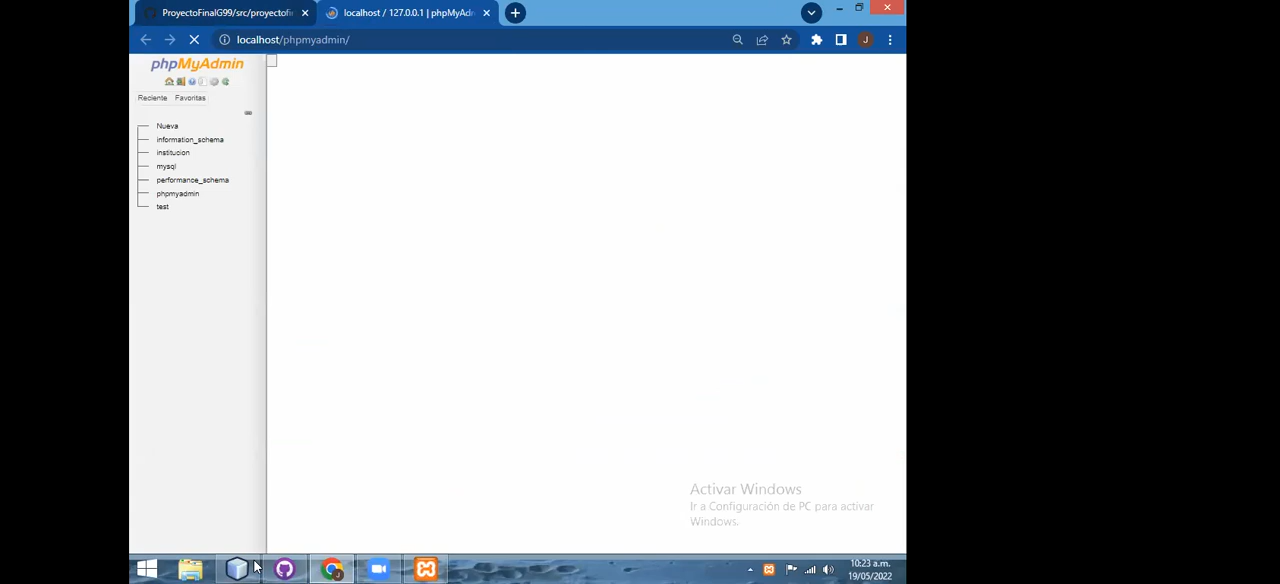 ProyectoFinalG99/src/proyectofi
localhost / 127.0.0.1 | phpMyAdm
localhost/phpmyadmin/
phpMyAdmin
Reciente Favoritas
Nueva
information_schema
institucion
mysql
performance_schema
phpmyadmin
test
Activar Windows
Ir a Configuración de PC para activar
Windows.
10:23 a.m.
19/05/2022